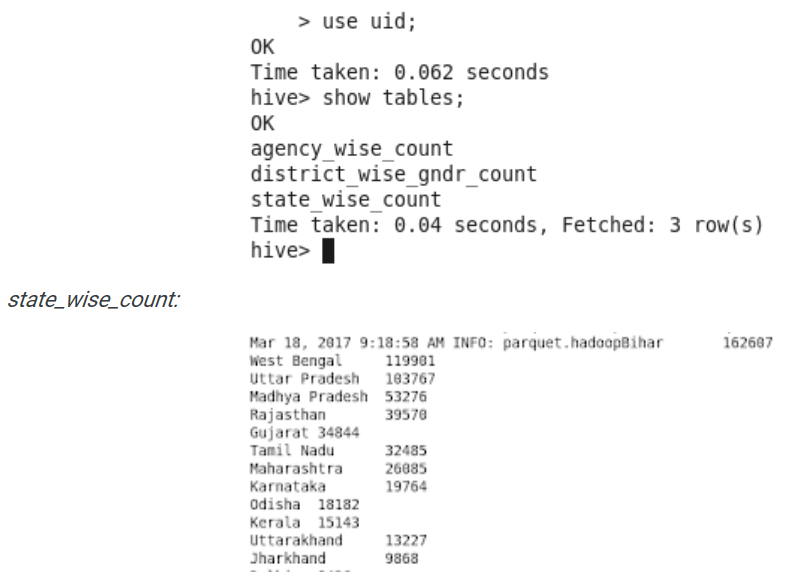 > use uid;
OK
Time taken: 0.062 seconds
hive> show tables;
OK
agency_wise_count
district_wise_gndr_count
state_wise_count
Time taken: 0.04 seconds, Fetched: 3 row(s)
hive>
state_wise_count:
Mar 18, 2017 9:18:58 AM INFO: parquet.hadoopBihar 162607
West Bengal 119901
Uttar Pradesh 103767
Madhya Pradesh 53276
Rajasthan 39570
Gujarat 34844
Tamil Nadu 32485
Maharashtra 26085
Karnataka 19764
Odisha 18182
Kerala 15143
Uttarakhand 13227
Jharkhand 9868